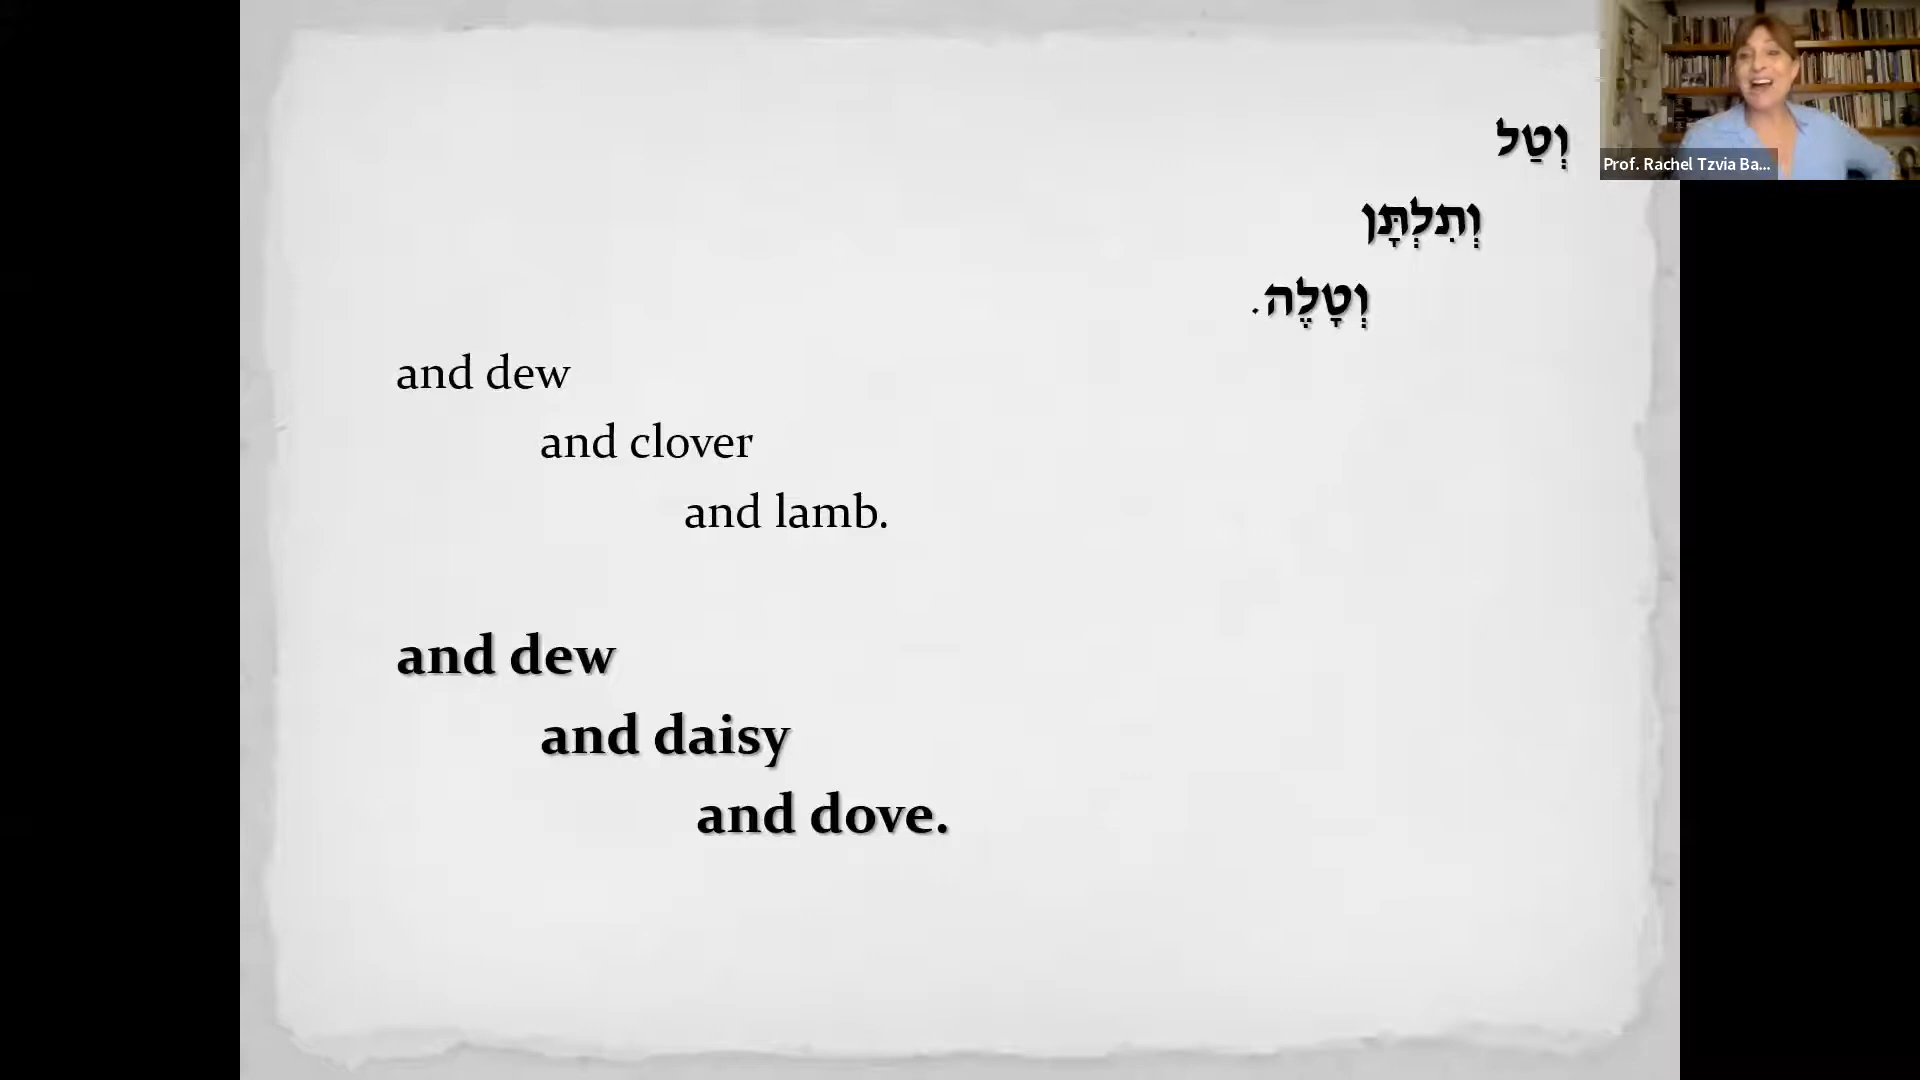 וְטַל
וְתִלְתָּן
וְטָלֶה.
and dew
and clover
and lamb.
and dew
and daisy
and dove.
Prof. Rachel Tzvia Ba...